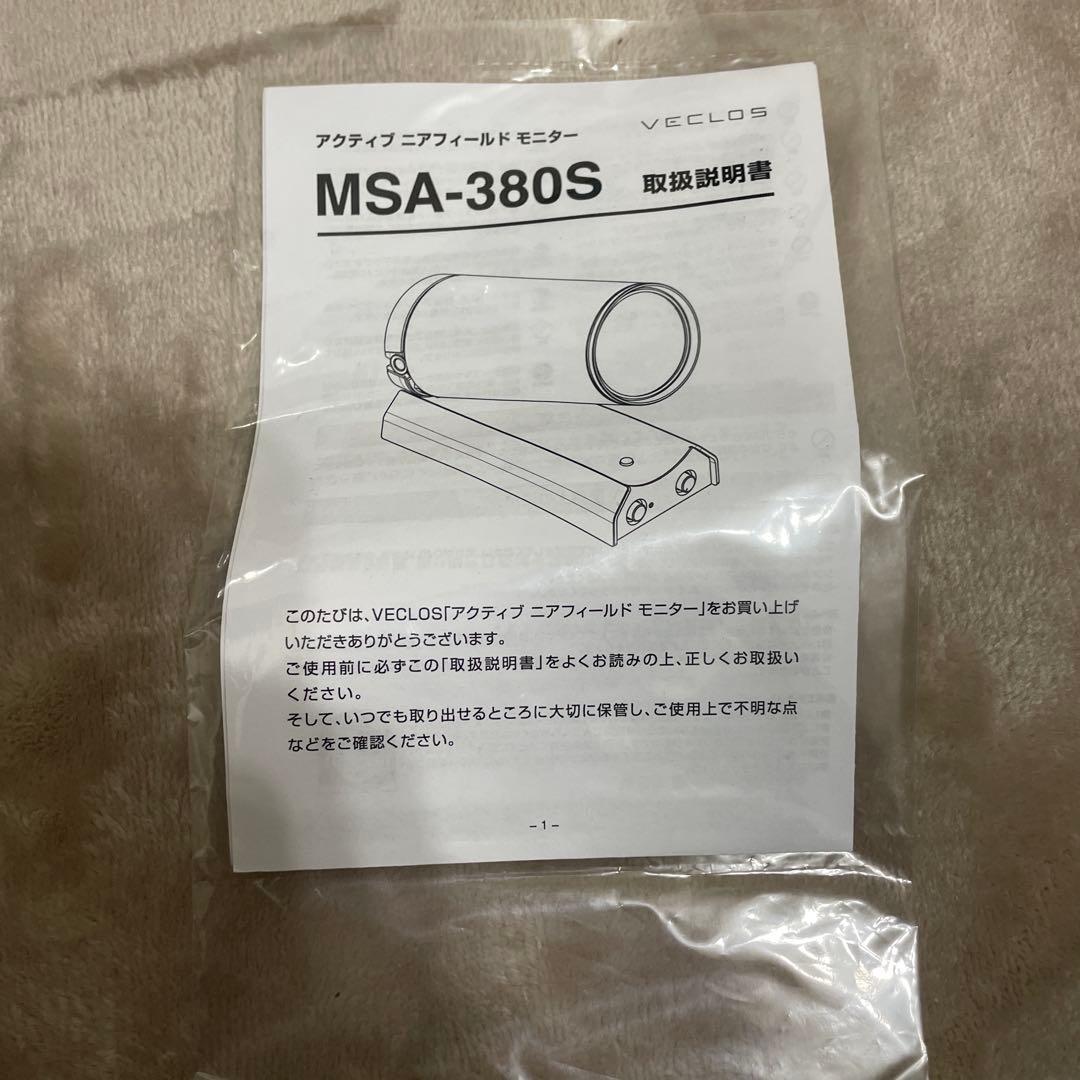 VECLOS
アクティブ ニアフィールド モニター
MSA-380S 取扱説明書
このたびは、VECLOS「アクティブ ニアフィールド モニター」をお買い上げ
いただきありがとうございます。
ご使用前に必ずこの「取扱説明書」をよくお読みの上、正しくお取扱い
ください。
そして、いつでも取り出せるところに大切に保管し、ご使用上で不明な点
などをご確認ください。
– 1 –